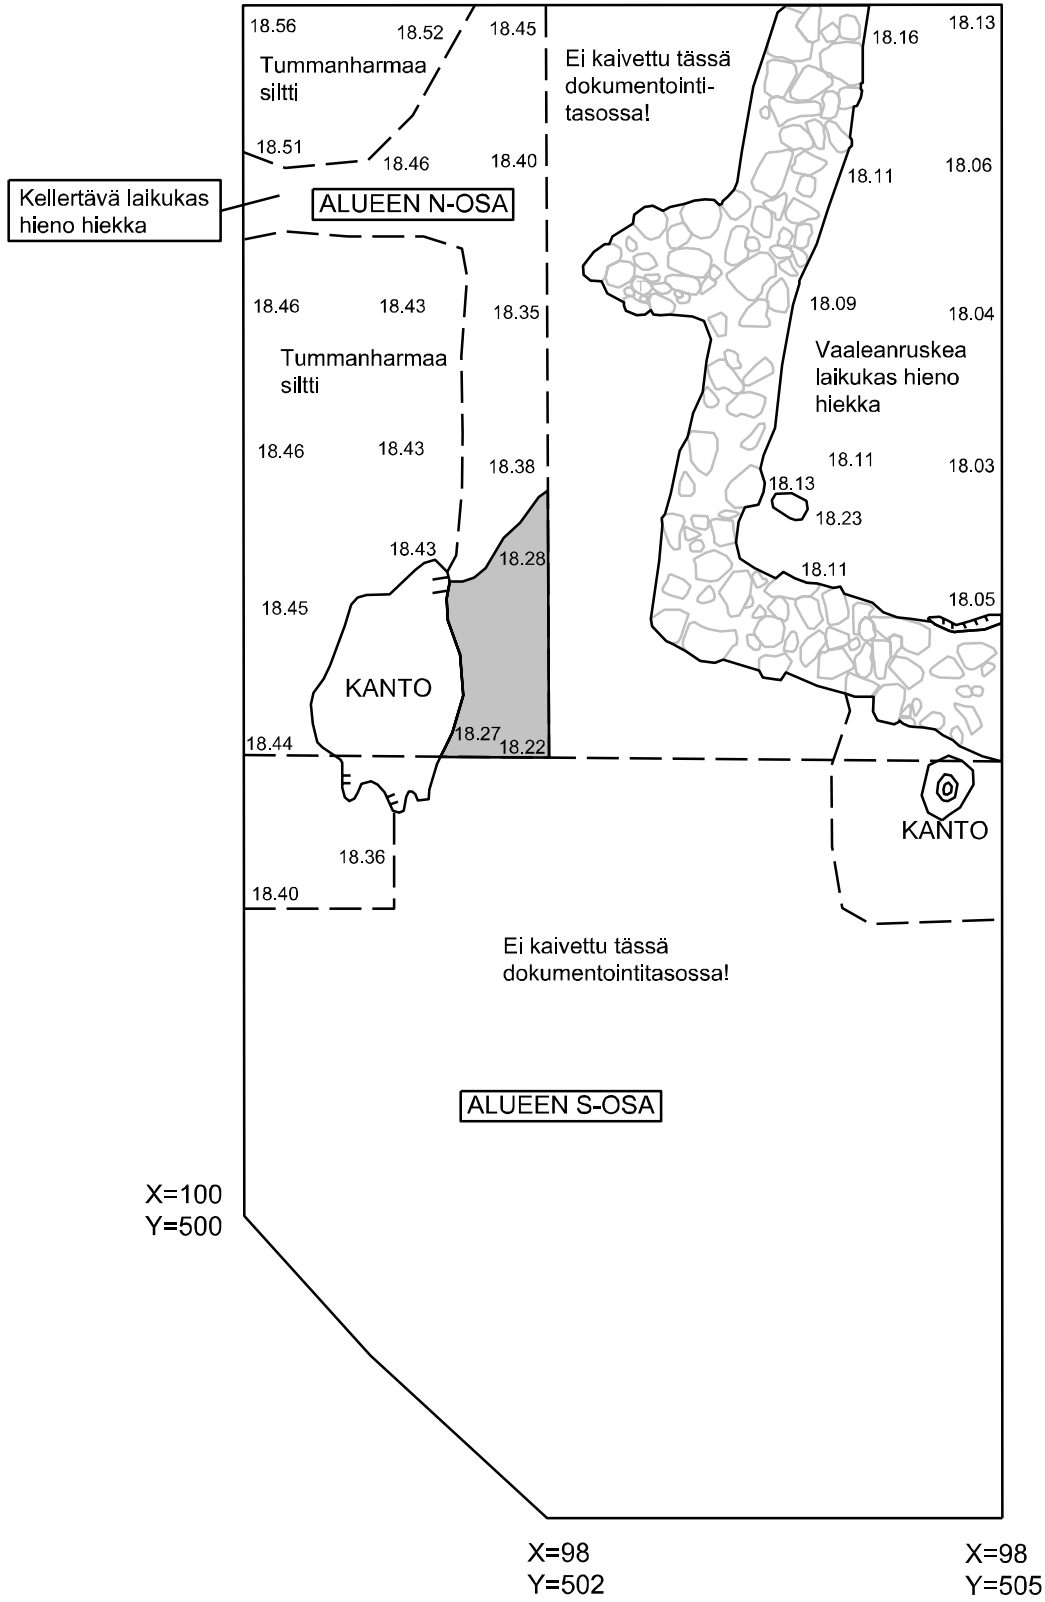 18.56
18.52
18.45
Ei kaivettu tässä
dokumentointi-
tasossa!
18.16
18.13
Tummanharmaa
siltti
18.51
18.46
18.40
18.11
18.06
Kellertävä laikukas
hieno hiekka
ALUEEN N-OSA
18.46
18.43
18.35
18.09
18.04
Tummanharmaa
siltti
Vaaleanruskea
laikukas hieno
hiekka
18.46
18.43
18.38
18.11
18.03
18.13
18.23
18.43
18.28
18.11
18.45
18.05
KANTO
18.27
18.22
18.44
KANTO
18.36
18.40
Ei kaivettu tässä
dokumentointitasossa!
ALUEEN S-OSA
X=100
Y=500
X=98
Y=502
X=98
Y=505